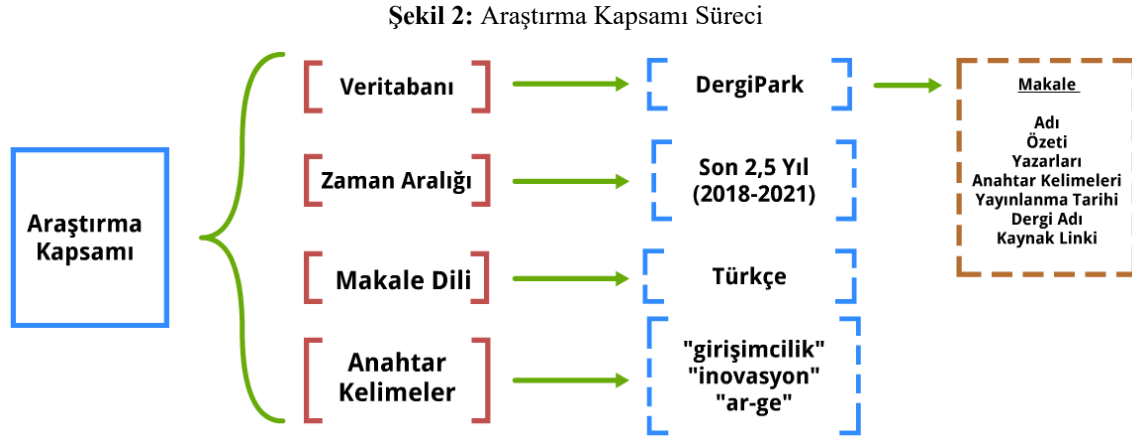 Şekil 2: Araştırma Kapsamı Süreci
Araştırma
Kapsamı
Veritabanı
DergiPark
Makale
Adı
Özeti
Yazarları
Anahtar Kelimeleri
Yayınlanma Tarihi
Dergi Adı
Kaynak Linki
Zaman Aralığı
Son 2,5 Yıl
(2018-2021)
Makale Dili
Türkçe
Anahtar
Kelimeler
"girişimcilik"
"inovasyon"
"ar-ge"